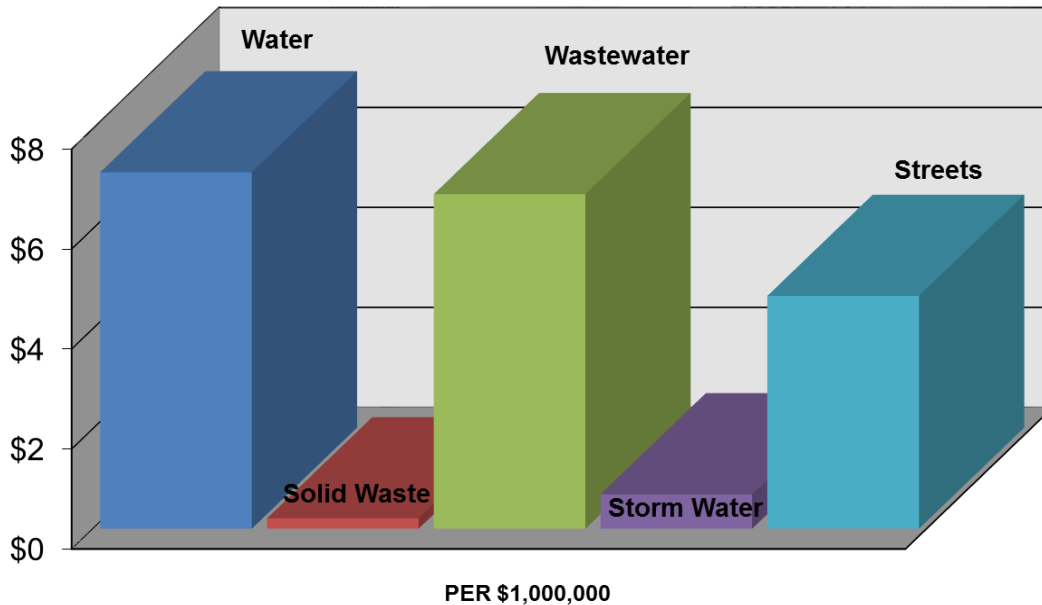 Water
Wastewater
Streets
$8
$6
$4
$2
$0
Solid Waste
Storm Water
PER $1,000,000